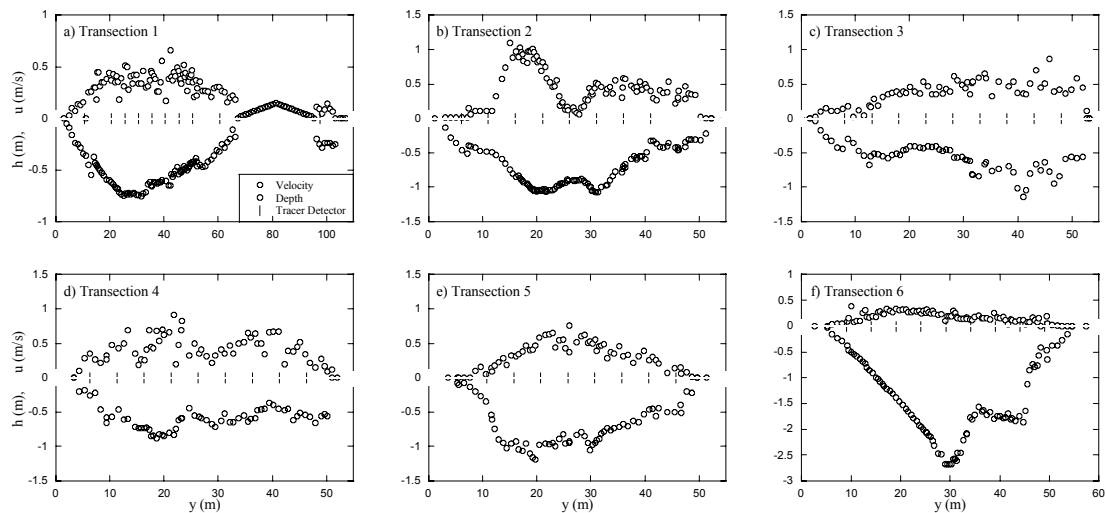 a) Transection 1
b) Transection 2
c) Transection 3
1
0.5
0
-0.5
-1
u (m/s)
h (m),
Velocity
Depth
Tracer Detector
0 20 40 60 80 100
1.5
1
0.5
0
-0.5
-1
-1.5
0 10 20 30 40 50
1.5
1
0.5
0
-0.5
-1
-1.5
0 10 20 30 40 50
d) Transection 4
e) Transection 5
f) Transection 6
1.5
1
0.5
0
-0.5
-1
-1.5
u (m/s)
h (m),
0 10 20 30 40 50
y (m)
1.5
1
0.5
0
-0.5
-1
-1.5
0 10 20 30 40 50
y (m)
1
0.5
0
-0.5
-1
-1.5
-2
-2.5
-3
0 10 20 30 40 50 60
y (m)